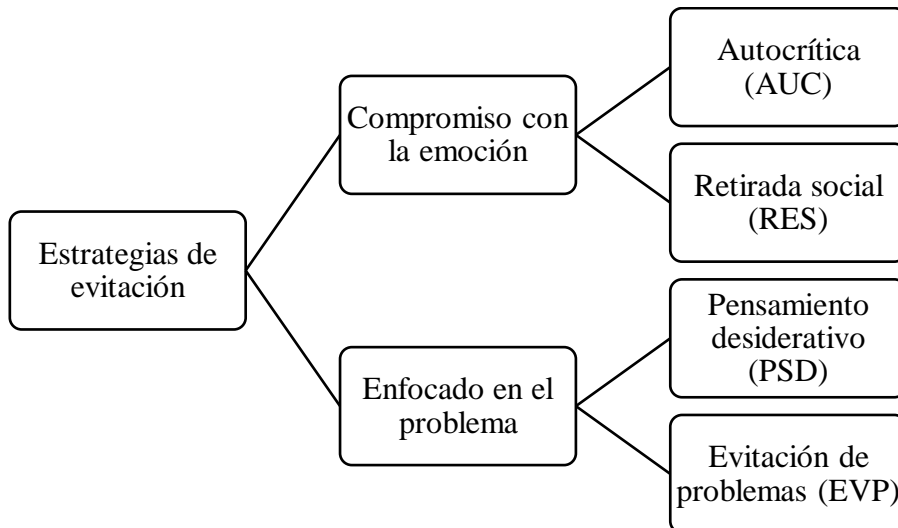 Estrategias de
evitación
Compromiso con
la emoción
Autocrítica
(AUC)
Retirada social
(RES)
Enfocado en el
problema
Pensamiento
desiderativo
(PSD)
Evitación de
problemas (EVP)